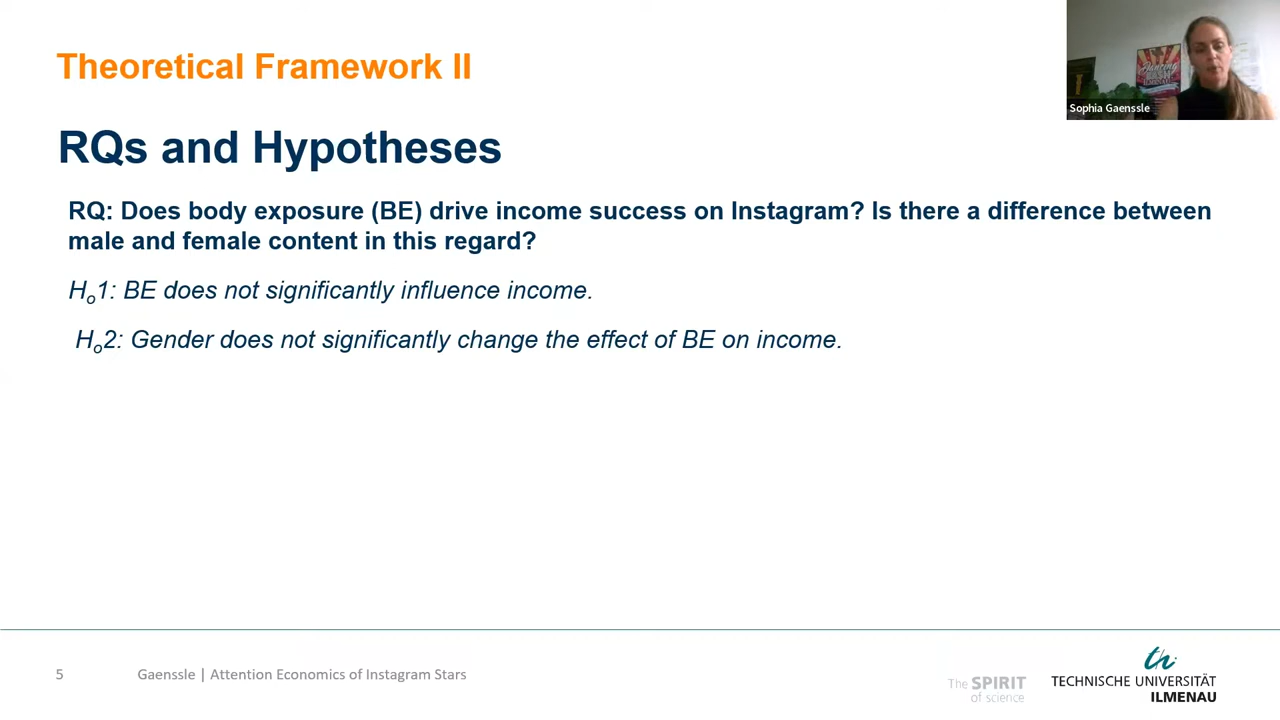 Theoretical Framework II
Sophia Gaenssle
RQs and Hypotheses
RQ: Does body exposure (BE) drive income success on Instagram? Is there a difference between
male and female content in this regard?
Ho1: BE does not significantly influence income.
Ho2: Gender does not significantly change the effect of BE on income.
5
Gaenssle | Attention Economics of Instagram Stars
The SPIRIT
of science
th
TECHNISCHE UNIVERSITÄT
ILMENAU